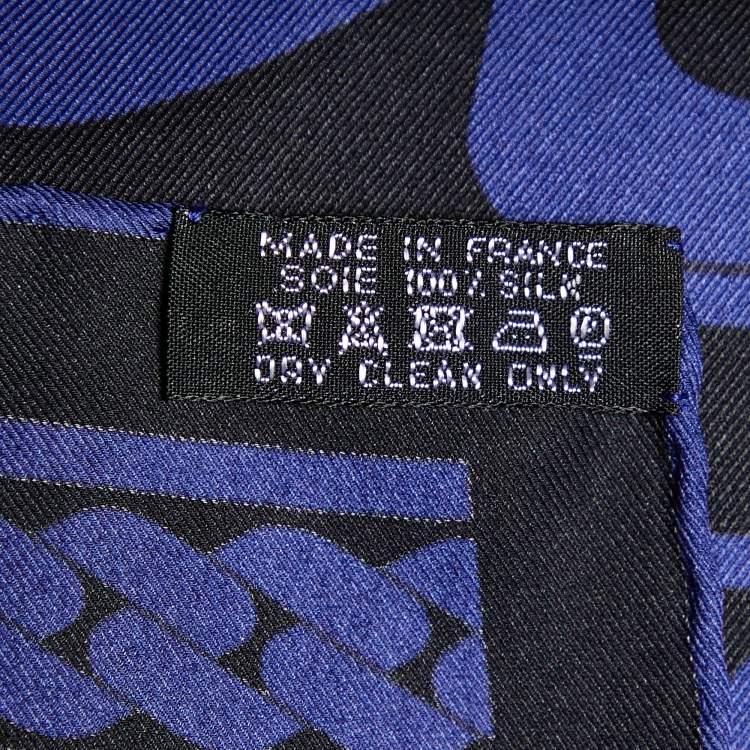 MADE IN FRANCE
SOIE 100% SILK
DRY CLEAN ONLY